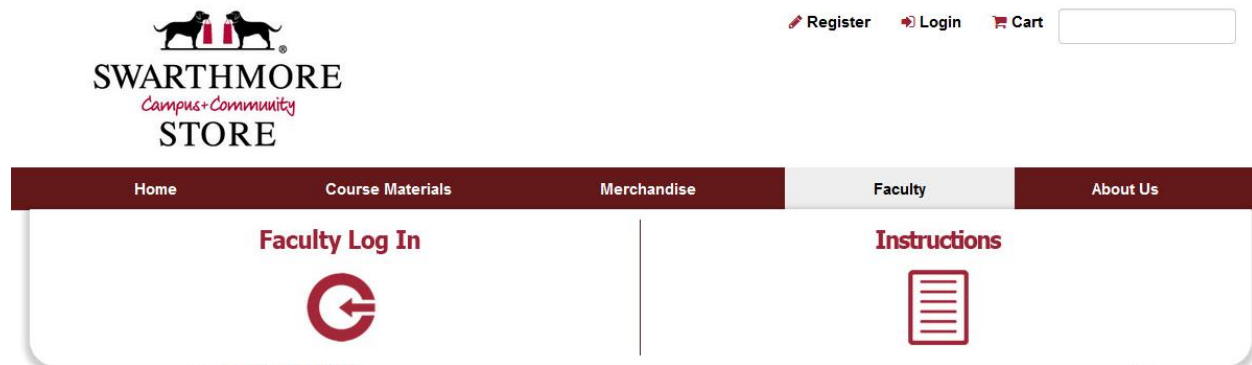 Register Login Cart
SWARTHMORE
Campus+Community
STORE
®
Home Course Materials Merchandise Faculty About Us
Faculty Log In Instructions